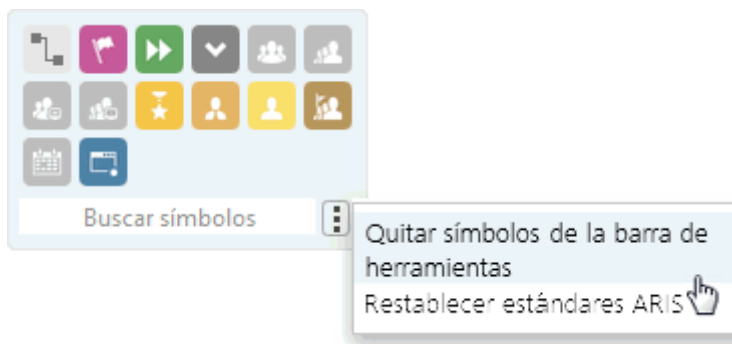 Buscar símbolos
Quitar símbolos de la barra de
herramientas
Restablecer estándares ARIS